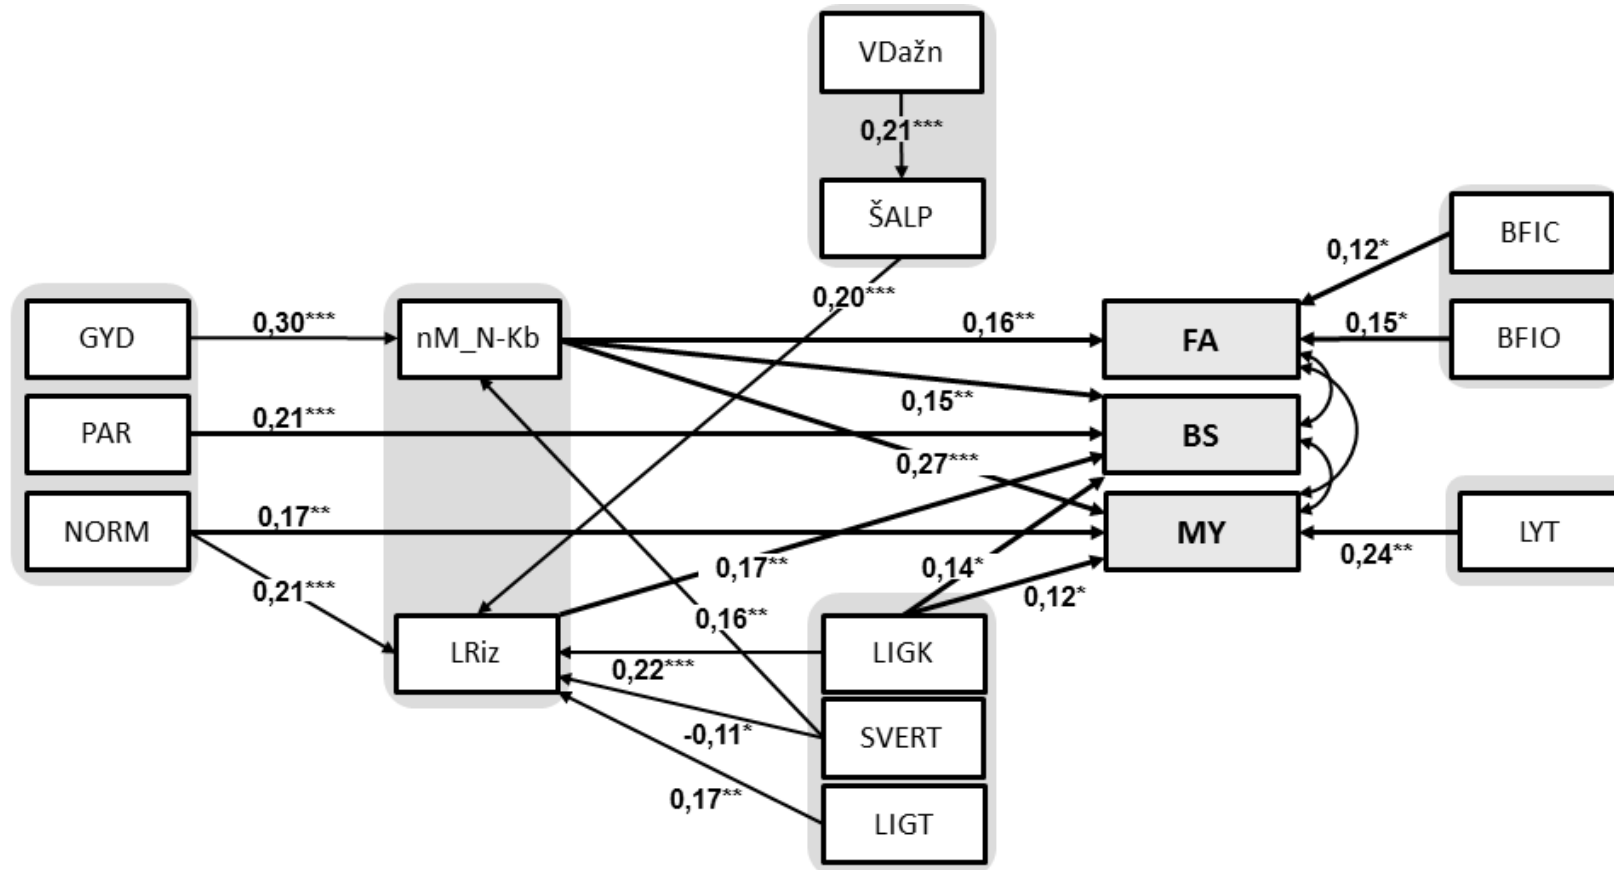 VDažn
0,21***
ŠALP
BFIC
0,12*
0,20***
GYD
0,30***
nM_N-Kb
0,16**
FA
0,15*
BFIO
PAR
0,21***
0,15**
BS
0,27***
NORM
0,17**
MY
0,24**
LYT
0,21***
0,17**
0,14*
0,12*
0,16**
LRiz
0,22***
LIGK
-0,11*
SVERT
0,17**
LIGT